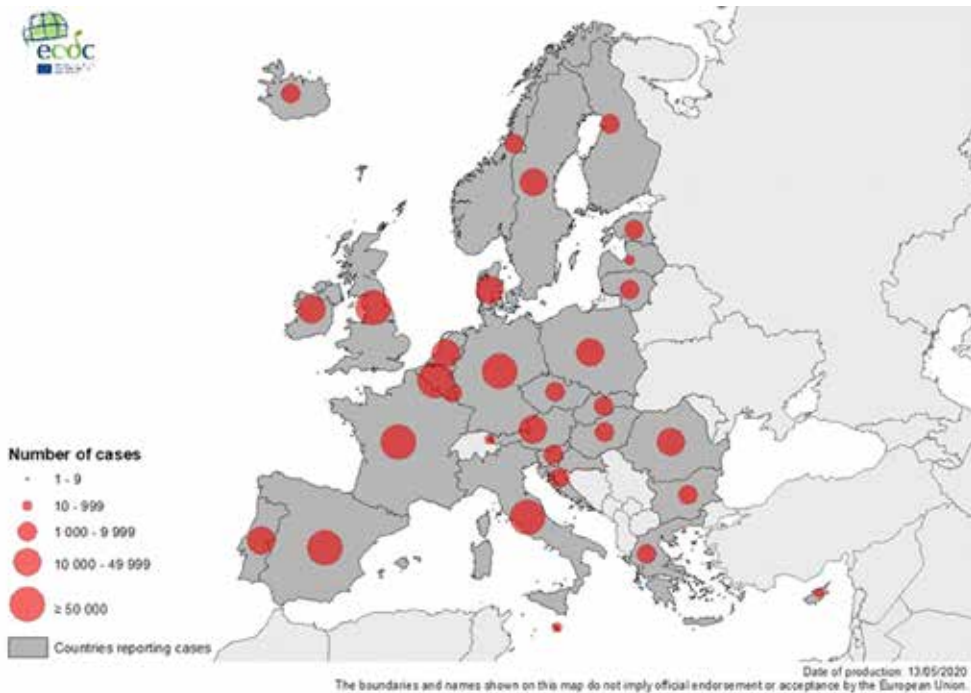 ecdc
Number of cases
1 - 9
10 - 999
1 000 - 9 999
10 000 - 49 999
≥ 50 000
Countries reporting cases
Date of production: 13/05/2020
The boundaries and names shown on this map do not imply official endorsement or acceptance by the European Union.